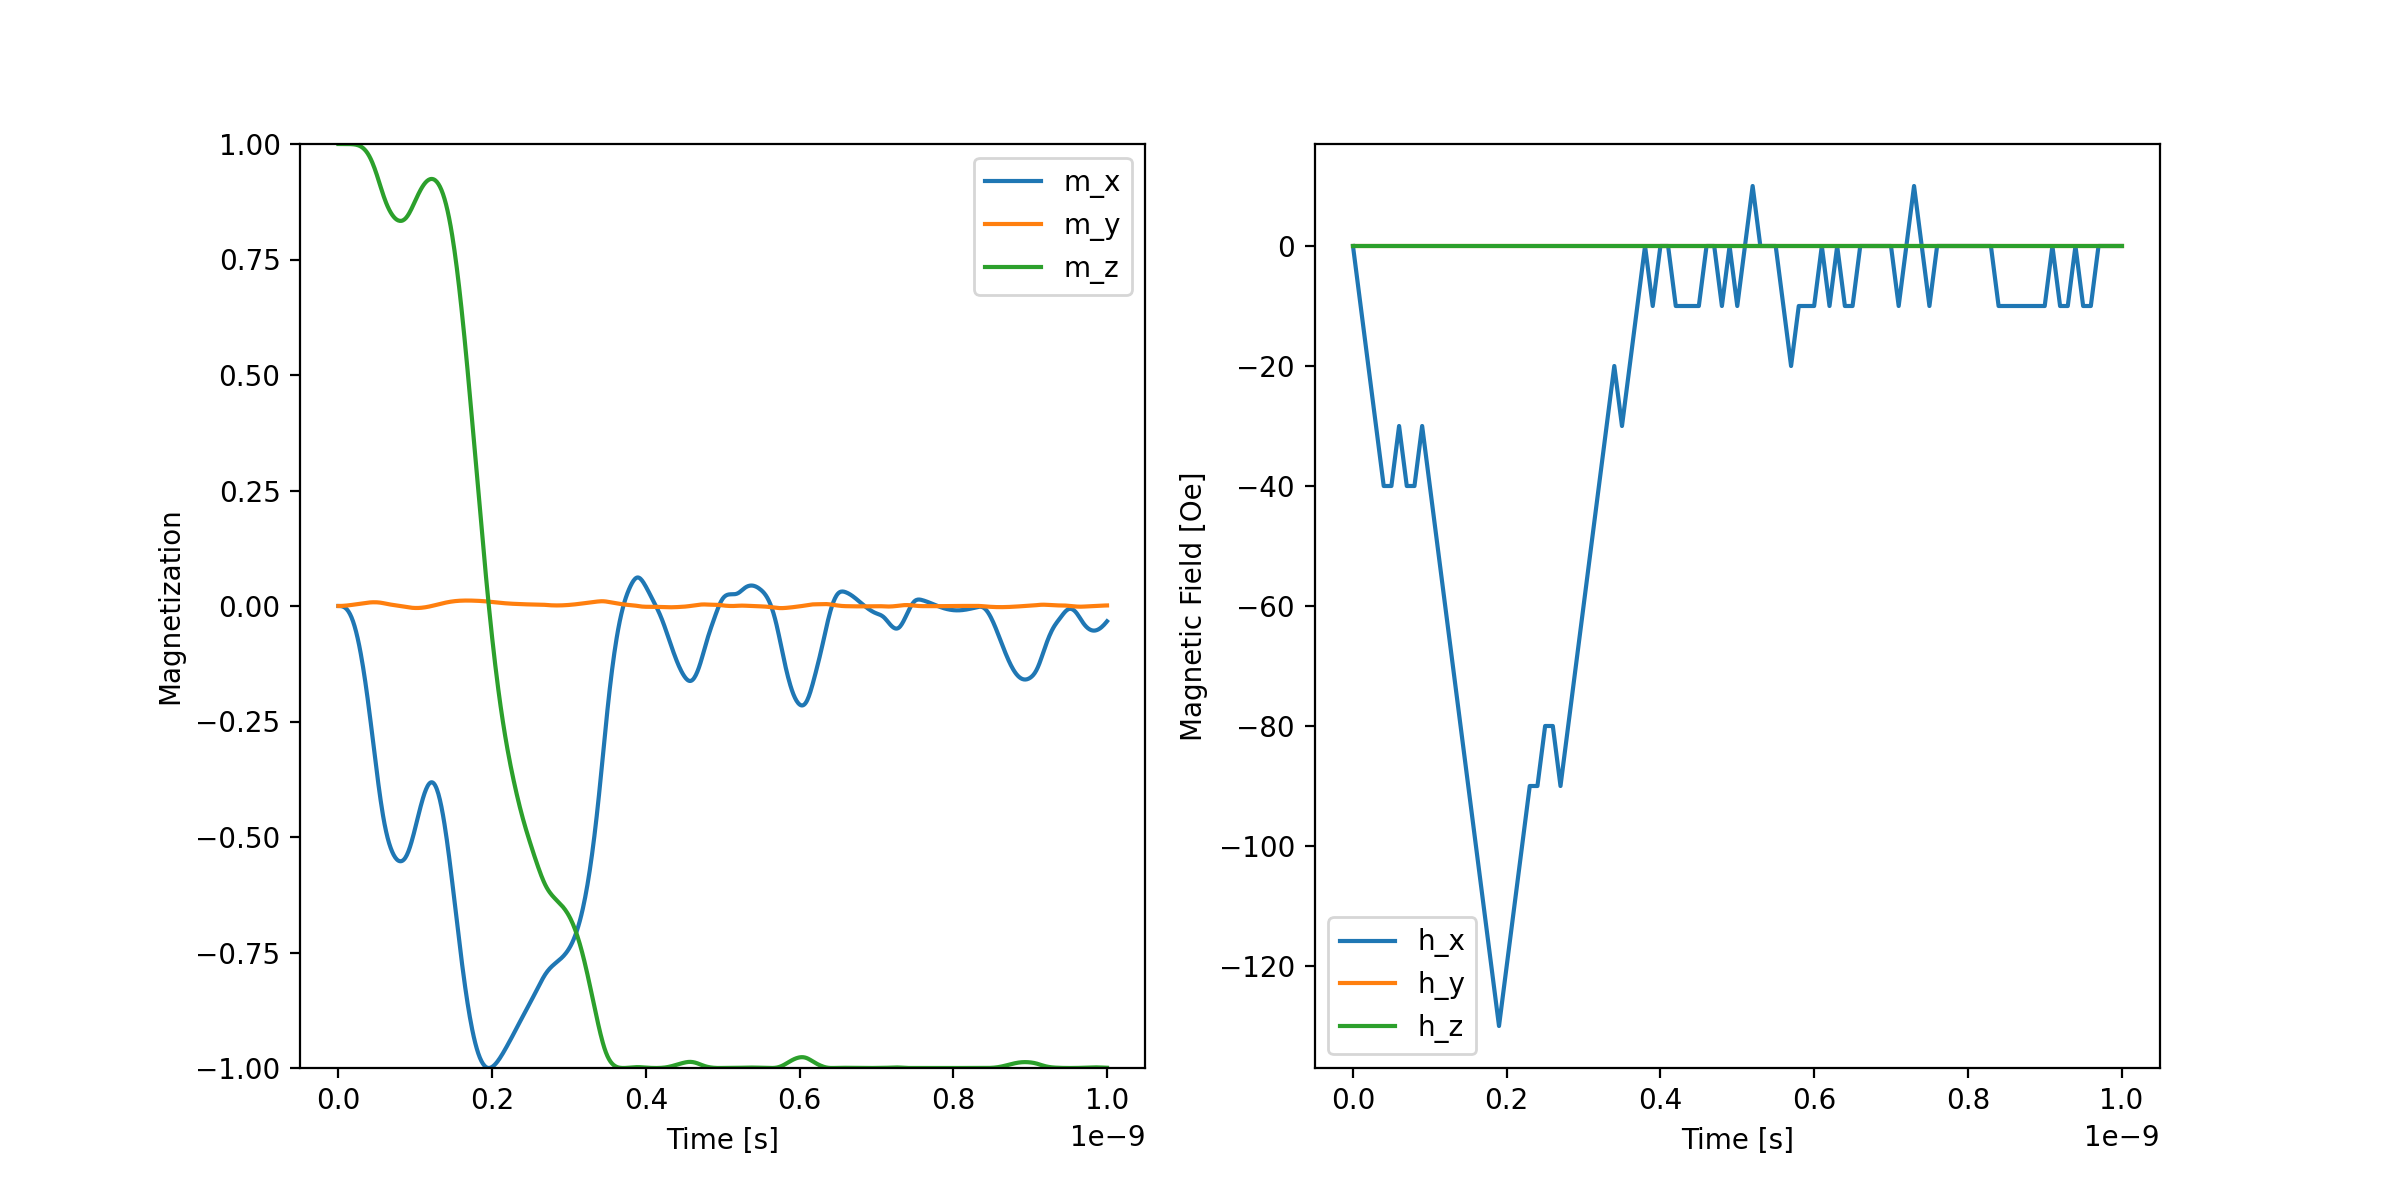 1.00
0.75
0.50
0.25
0.00
−0.25
−0.50
−0.75
−1.00
Magnetization
0.0 0.2 0.4 0.6 0.8 1.0
Time [s]
1e−9
m_x
m_y
m_z
0
−20
−40
−60
−80
−100
−120
Magnetic Field [Oe]
0.0 0.2 0.4 0.6 0.8 1.0
Time [s]
1e−9
h_x
h_y
h_z